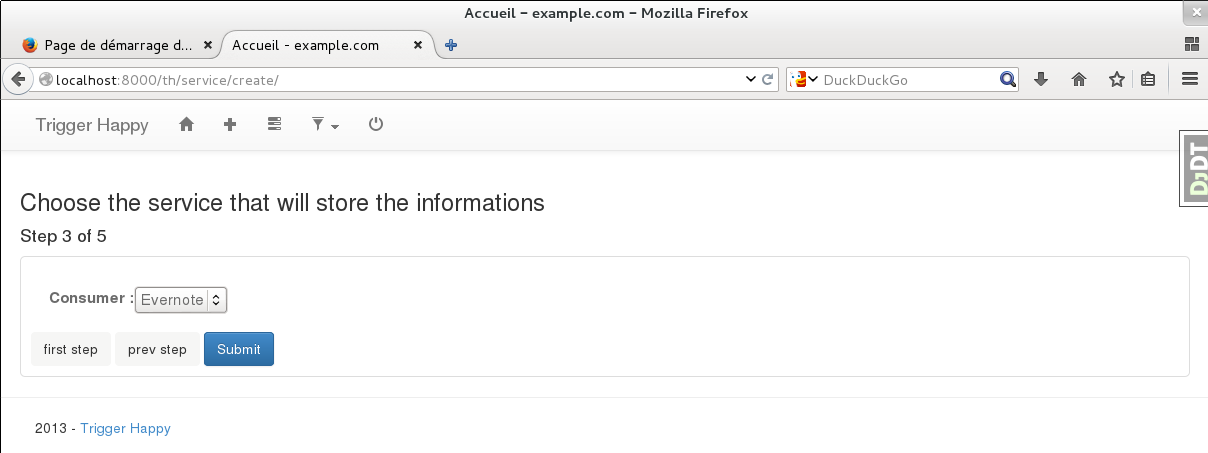 Accueil – example.com – Mozilla Firefox
Page de démarrage d... Accueil - example.com
localhost:8000/th/service/create/ DuckDuckGo
Trigger Happy
DJDT
Choose the service that will store the informations
Step 3 of 5
Consumer : Evernote
first step prev step Submit
2013 - Trigger Happy